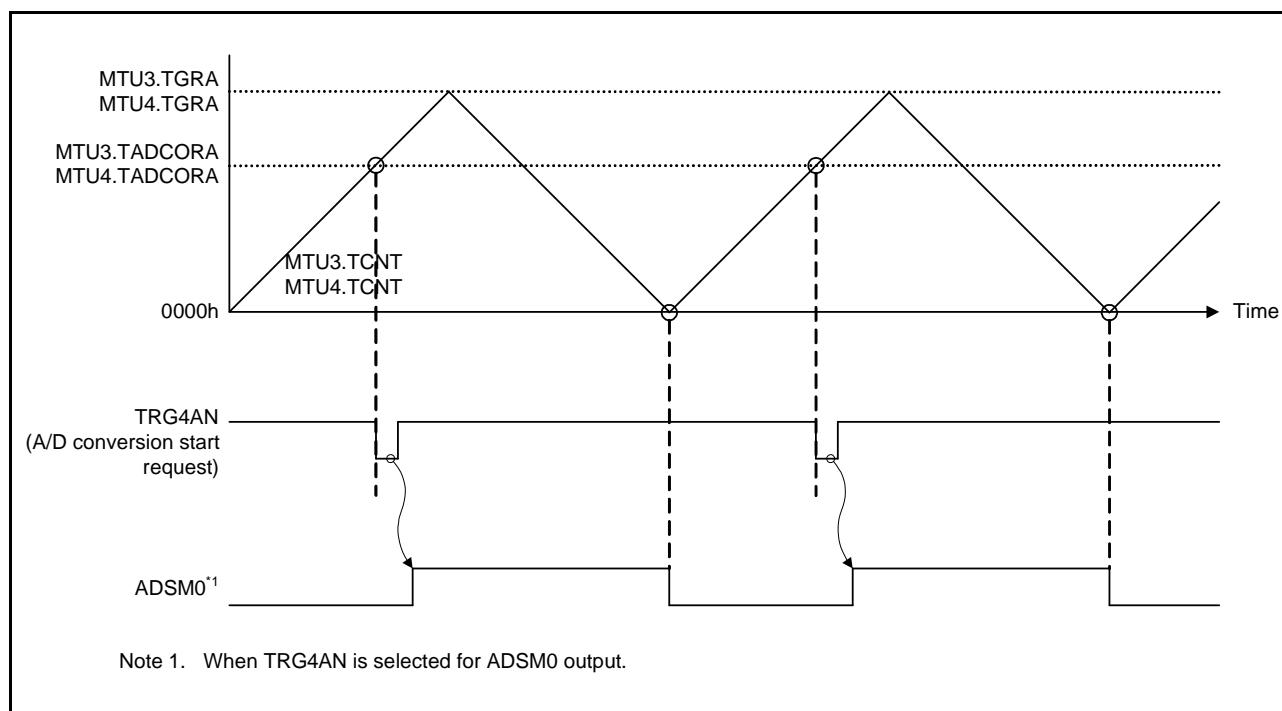 MTU3.TGRA
MTU4.TGRA
MTU3.TADCORA
MTU4.TADCORA
MTU3.TCNT
MTU4.TCNT
0000h
Time
TRG4AN
(A/D conversion start
request)
ADSM0*1
Note 1. When TRG4AN is selected for ADSM0 output.